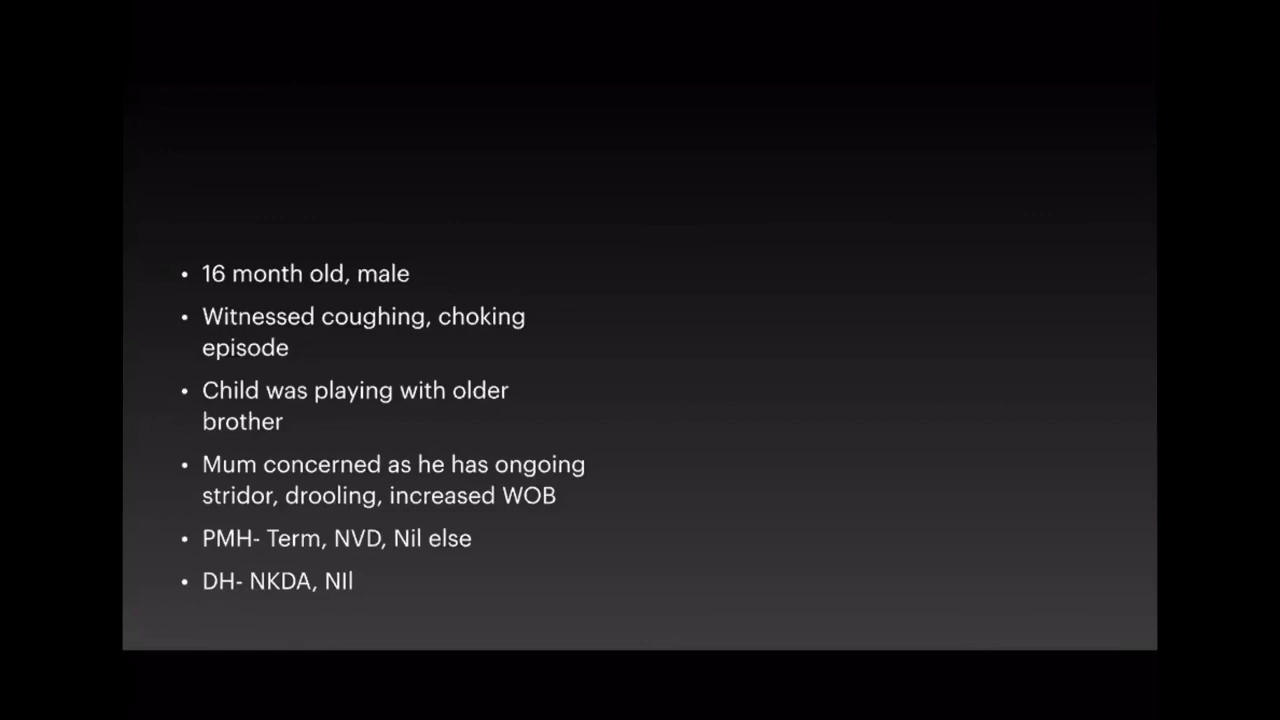 • 16 month old, male
• Witnessed coughing, choking
episode
• Child was playing with older
brother
• Mum concerned as he has ongoing
stridor, drooling, increased WOB
• PMH- Term, NVD, Nil else
• DH- NKDA, NIl